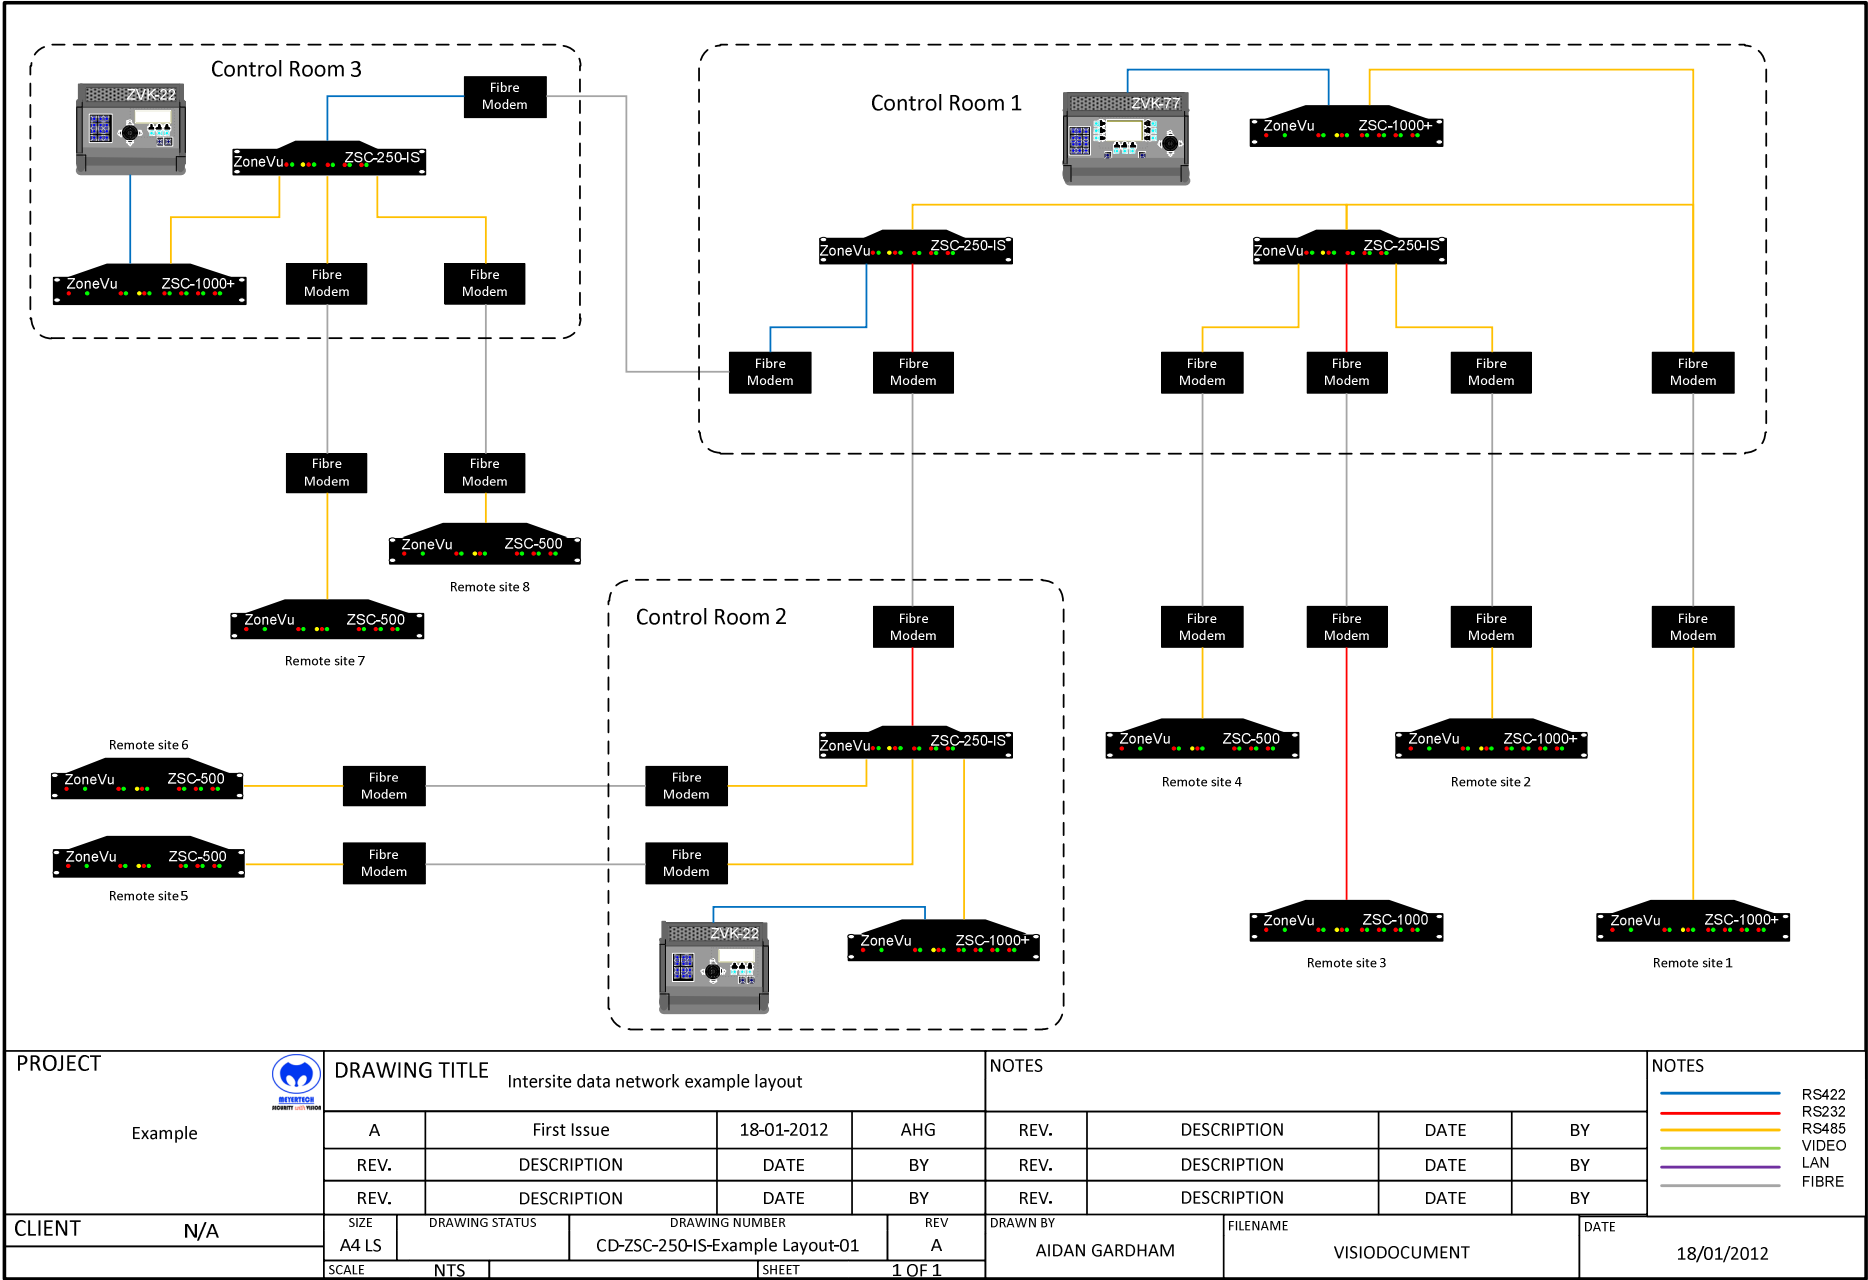 Control Room 3
ZVK-22
Fibre
Modem
ZoneVu
ZSC-250-IS
ZoneVu
ZSC-1000+
Fibre
Modem
Fibre
Modem
Control Room 1
ZVK-77
ZoneVu
ZSC-1000+
ZoneVu
ZSC-250-IS
ZoneVu
ZSC-250-IS
Fibre
Modem
Fibre
Modem
Fibre
Modem
Fibre
Modem
Fibre
Modem
Fibre
Modem
Fibre
Modem
Fibre
Modem
ZoneVu
ZSC-500
Remote site 8
ZoneVu
ZSC-500
Remote site 7
Control Room 2
Fibre
Modem
Fibre
Modem
Fibre
Modem
Fibre
Modem
Fibre
Modem
ZoneVu
ZSC-250-IS
ZoneVu
ZSC-500
Remote site 4
ZoneVu
ZSC-1000+
Remote site 2
Remote site 6
ZoneVu
ZSC-500
Fibre
Modem
Fibre
Modem
ZoneVu
ZSC-500
Remote site 5
Fibre
Modem
Fibre
Modem
ZVK-22
ZoneVu
ZSC-1000+
ZoneVu
ZSC-1000
Remote site 3
ZoneVu
ZSC-1000+
Remote site 1
PROJECT
MEYERTECH
SECURITY with VISION
Example
CLIENT N/A
DRAWING TITLE Intersite data network example layout
A First Issue 18-01-2012 AHG
REV. DESCRIPTION DATE BY
REV. DESCRIPTION DATE BY
SIZE
A4 LS
DRAWING STATUS
DRAWING NUMBER
CD-ZSC-250-IS-Example Layout-01
REV
A
SCALE NTS
SHEET 1 OF 1
NOTES
REV. DESCRIPTION DATE BY
REV. DESCRIPTION DATE BY
REV. DESCRIPTION DATE BY
DRAWN BY
AIDAN GARDHAM
FILENAME
VISIODOCUMENT
DATE
18/01/2012
NOTES
RS422
RS232
RS485
VIDEO
LAN
FIBRE